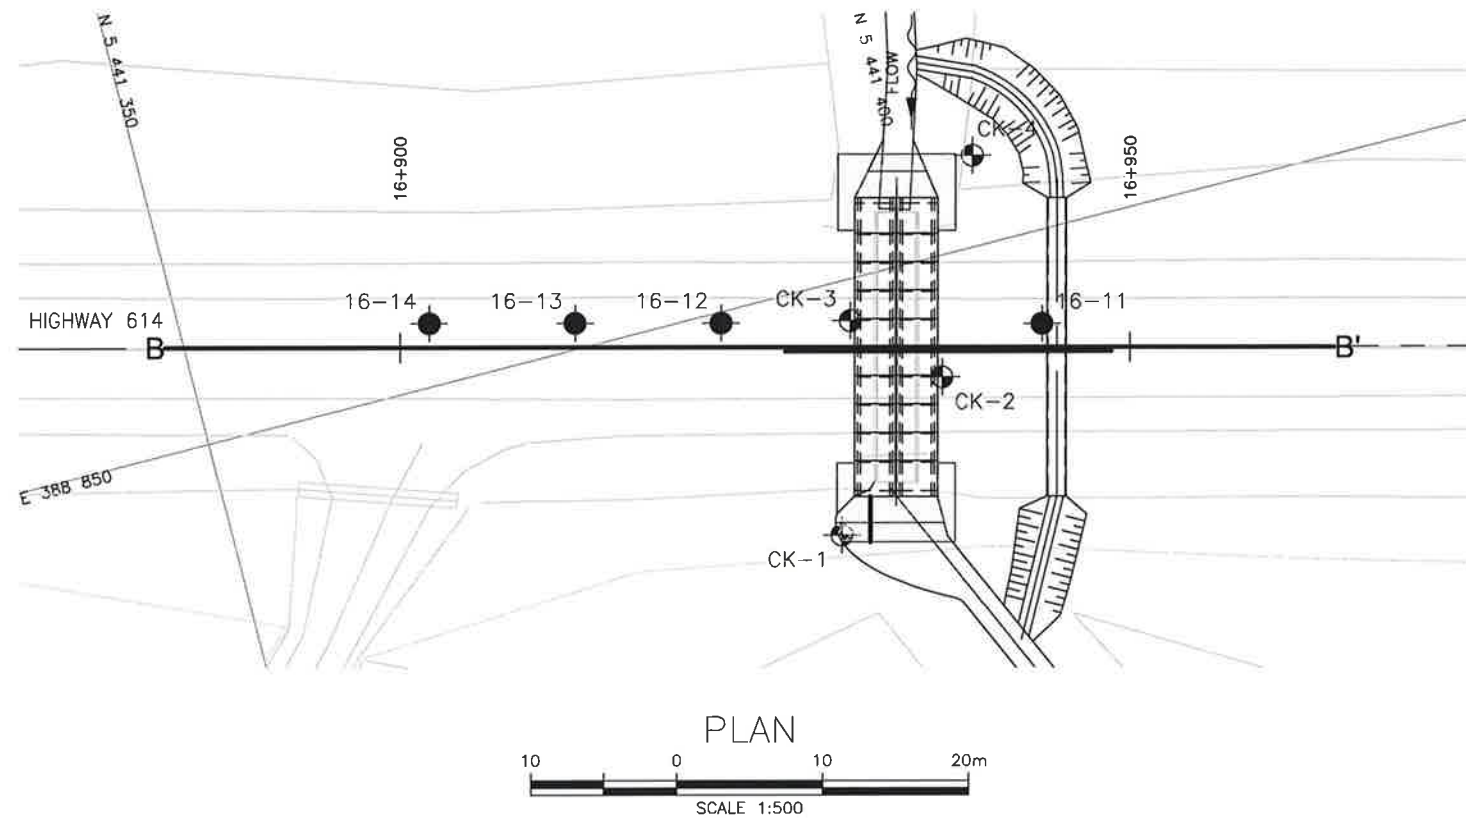 N 5 441 350
N 5 441 400
FLOW
CK-4
16+900
16+950
16-14
16-13
16-12
CK-3
16-11
HIGHWAY 614
B
B'
CK-2
E 388 850
CK-1
PLAN
10 0 10 20m
SCALE 1:500